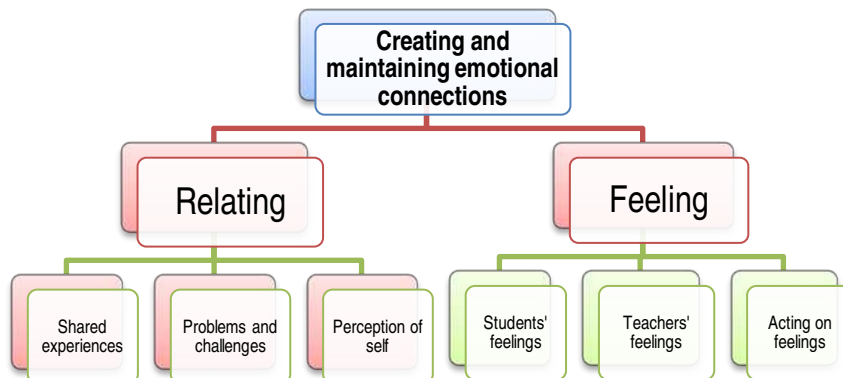 Creating and
maintaining emotional
connections
Relating
Feeling
Shared
experiences
Problems and
challenges
Perception of
self
Students'
feelings
Teachers'
feelings
Acting on
feelings